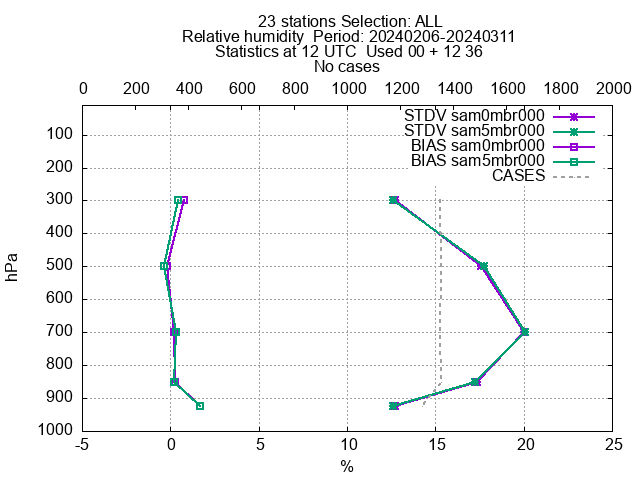 23 stations Selection: ALL
Relative humidity  Period: 20240206-20240311
Statistics at 12 UTC  Used 00 + 12 36
No cases
0 200 400 600 800 1000 1200 1400 1600 1800 2000
STDV sam0mbr000
STDV sam5mbr000
BIAS sam0mbr000
BIAS sam5mbr000
CASES
100
200
300
400
500
600
700
800
900
1000
hPa
-5 0 5 10 15 20 25
%